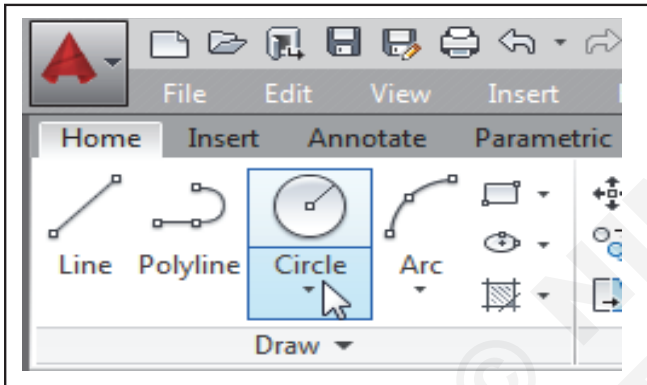 File Edit View Insert
Home Insert Annotate Parametric
Line Polyline Circle Arc
Draw